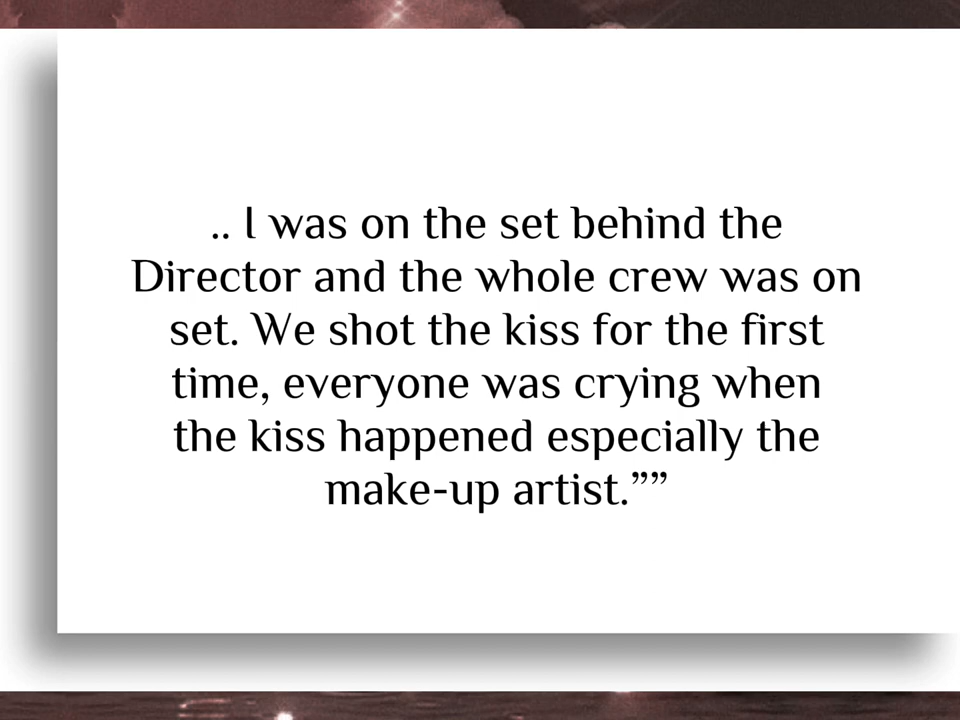 .. I was on the set behind the
Director and the whole crew was on
set. We shot the kiss for the first
time, everyone was crying when
the kiss happened especially the
make-up artist.””